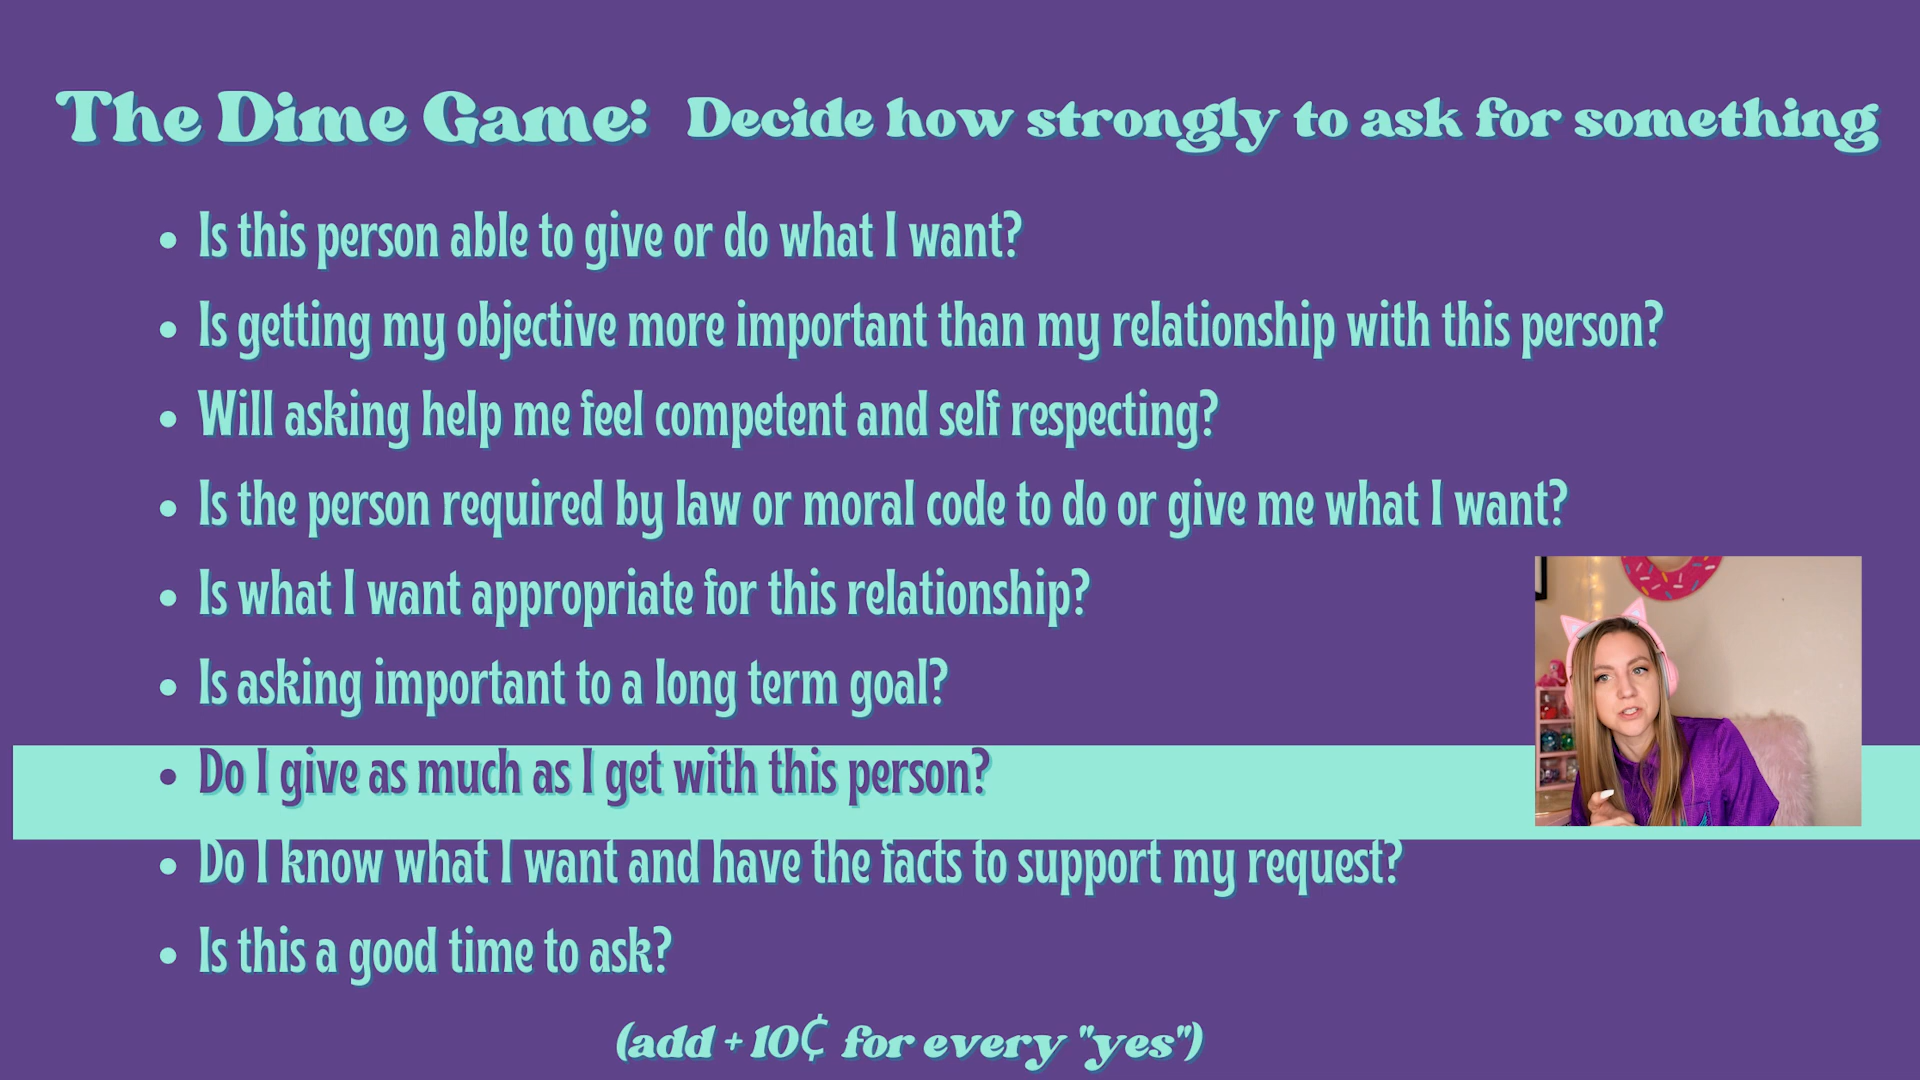 The Dime Game: Decide how strongly to ask for something
Is this person able to give or do what I want?
Is getting my objective more important than my relationship with this person?
Will asking help me feel competent and self respecting?
Is the person required by law or moral code to do or give me what I want?
Is what I want appropriate for this relationship?
Is asking important to a long term goal?
Do I give as much as I get with this person?
Do I know what I want and have the facts to support my request?
Is this a good time to ask?
(add + 10₵ for every "yes")